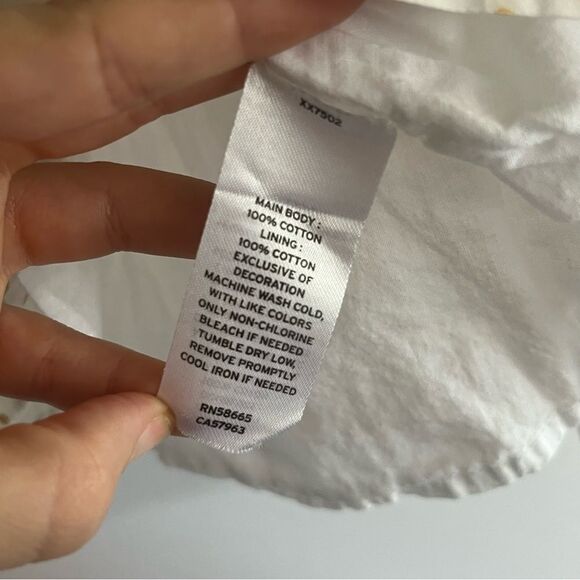 XX7502
MAIN BODY :
100% COTTON
LINING :
100% COTTON
EXCLUSIVE OF
DECORATION
MACHINE WASH COLD,
WITH LIKE COLORS
ONLY NON-CHLORINE
BLEACH IF NEEDED
TUMBLE DRY LOW,
REMOVE PROMPTLY
COOL IRON IF NEEDED
RN58665
CA57963